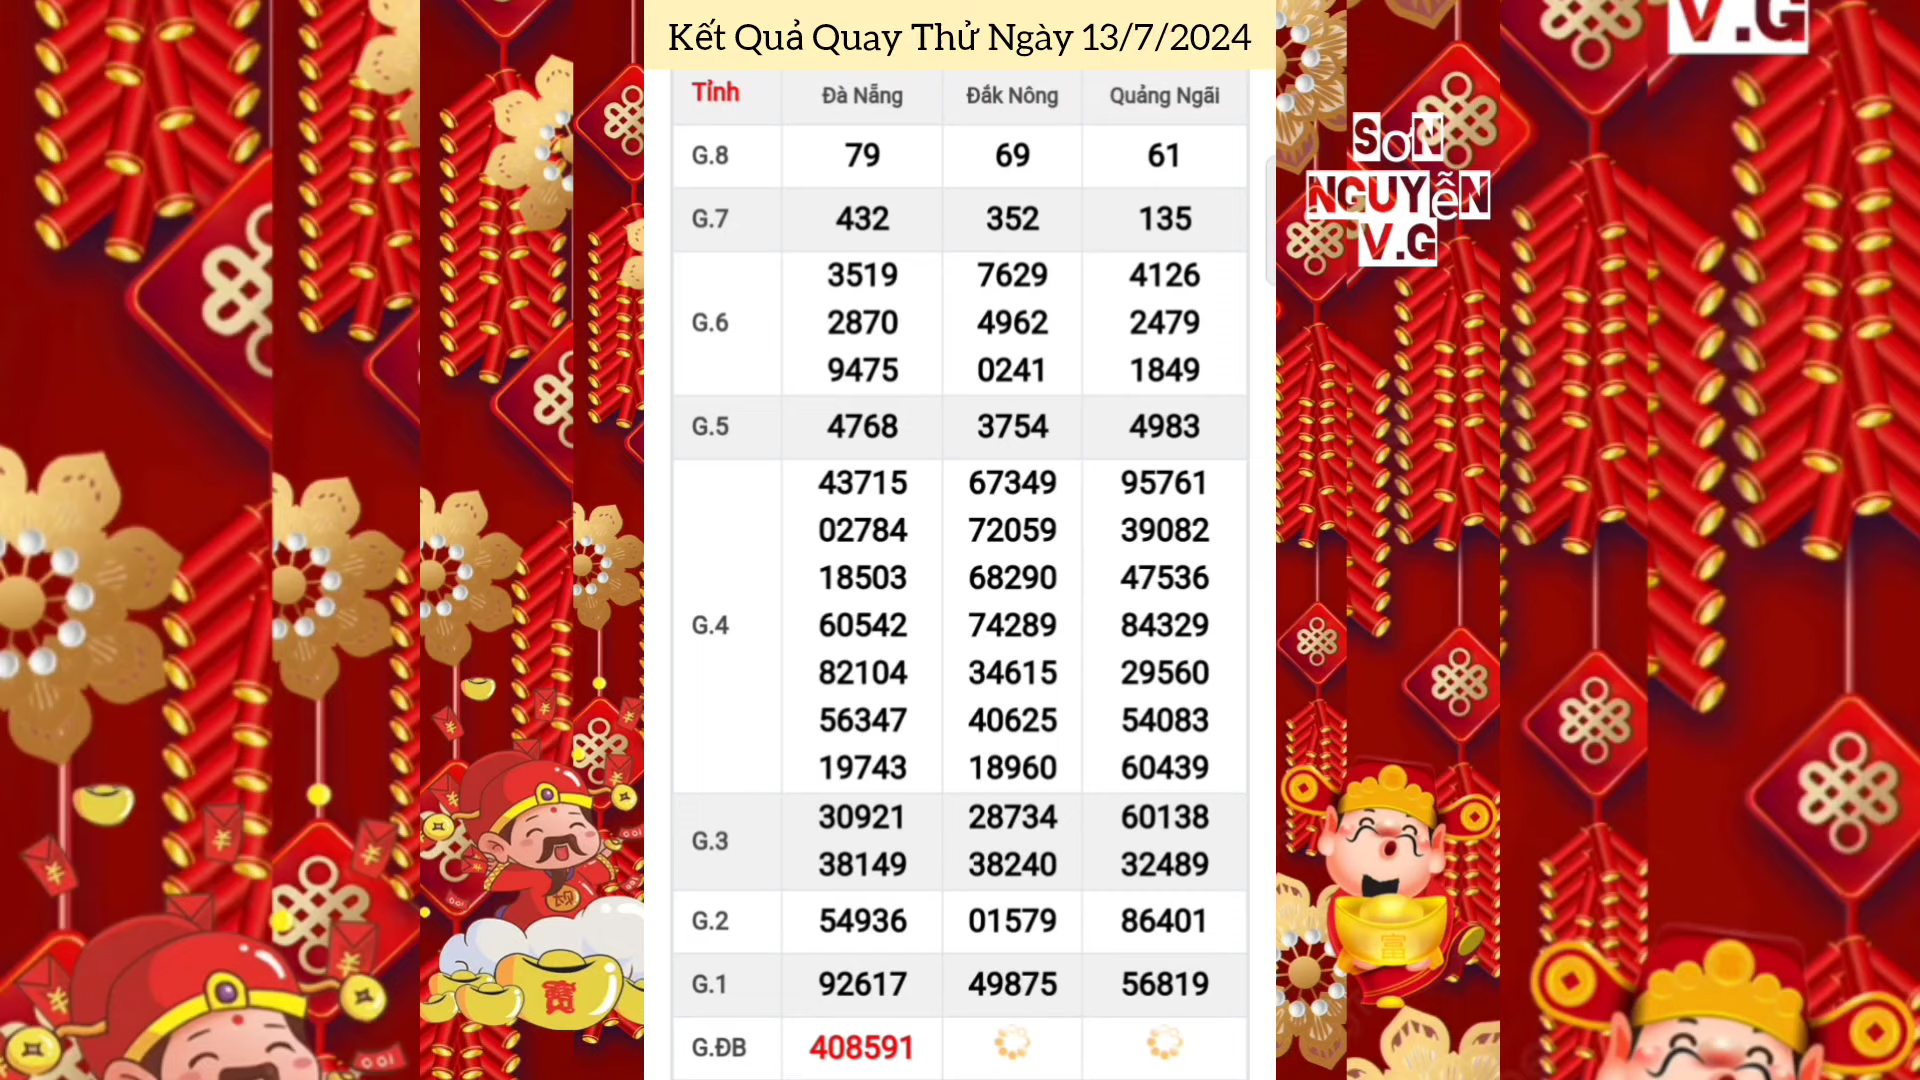 Kết Quả Quay Thử Ngày 13/7/2024
V.G
Tỉnh Đà Nẵng Đắk Nông Quảng Ngãi
SơN
NGUYễN
V.G
G.8 79 69 61
G.7 432 352 135
G.6
3519 7629 4126
2870 4962 2479
9475 0241 1849
G.5 4768 3754 4983
G.4
43715 67349 95761
02784 72059 39082
18503 68290 47536
60542 74289 84329
82104 34615 29560
56347 40625 54083
19743 18960 60439
G.3
30921 28734 60138
38149 38240 32489
G.2 54936 01579 86401
G.1 92617 49875 56819
G.ĐB 408591
富